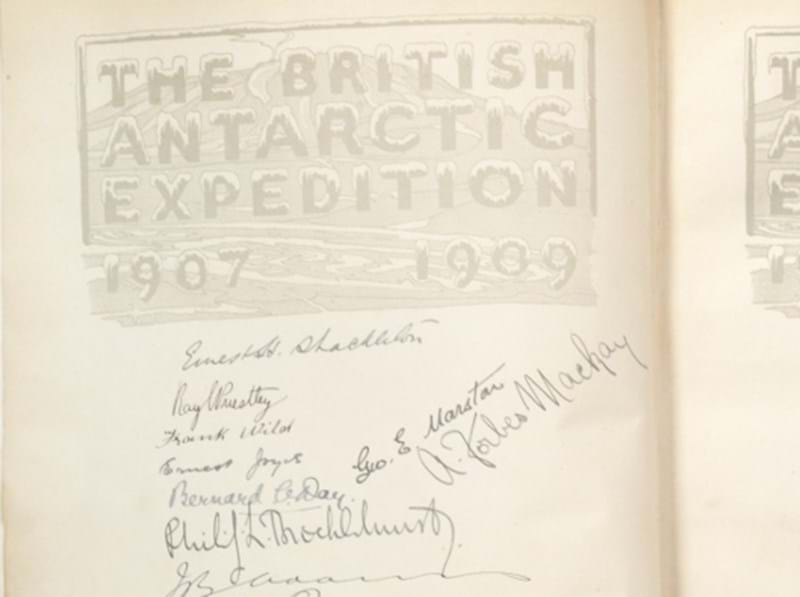 THE BRITISH
ANTARCTIC
EXPEDITION
1907 1909
Ernest H. Shackleton
Ray E Priestley
Frank Wild
Ernest Joyce
Geo. E. Marston
A. Forbes Mackay
Bernard C. Day.
Philip L. Brocklehurst